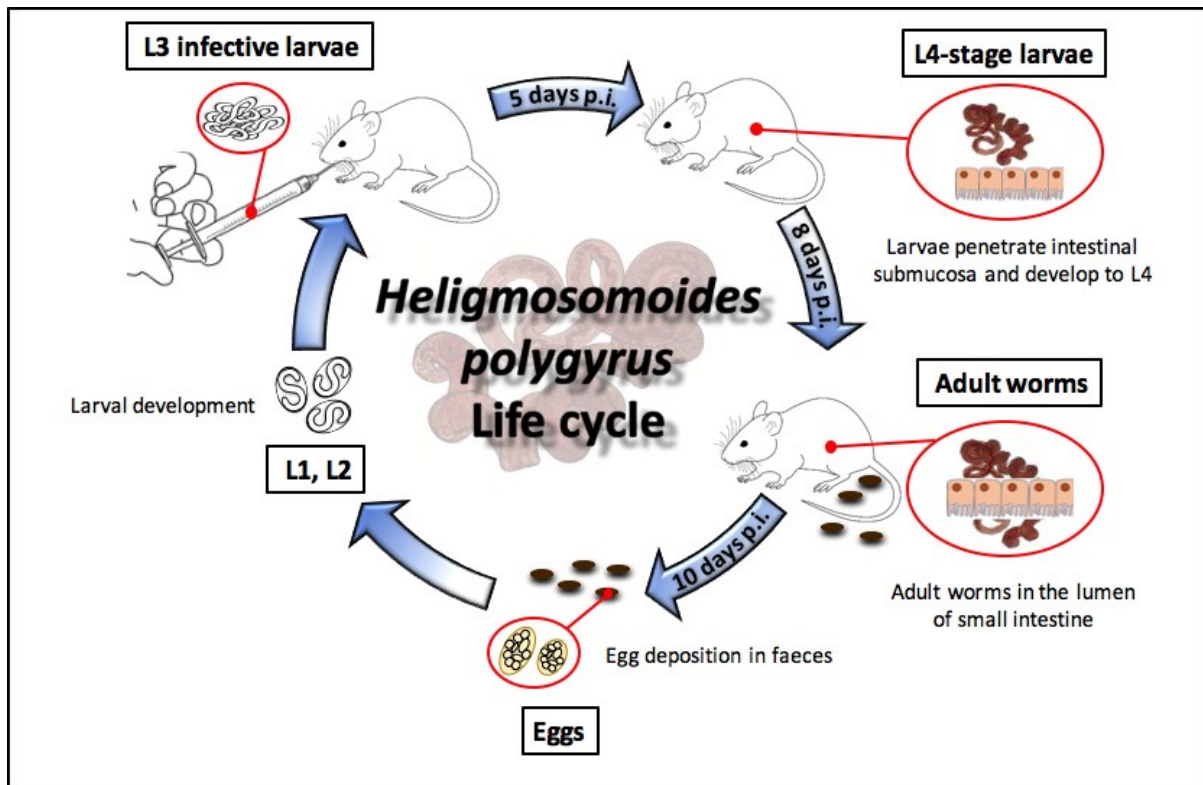 L3 infective larvae
5 days p.i.
L4-stage larvae
Larvae penetrate intestinal
submucosa and develop to L4
8 days p.i.
Heligmosomoides
polygyrus
Life cycle
Adult worms
Adult worms in the lumen
of small intestine
10 days p.i.
Egg deposition in faeces
Eggs
L1, L2
Larval development